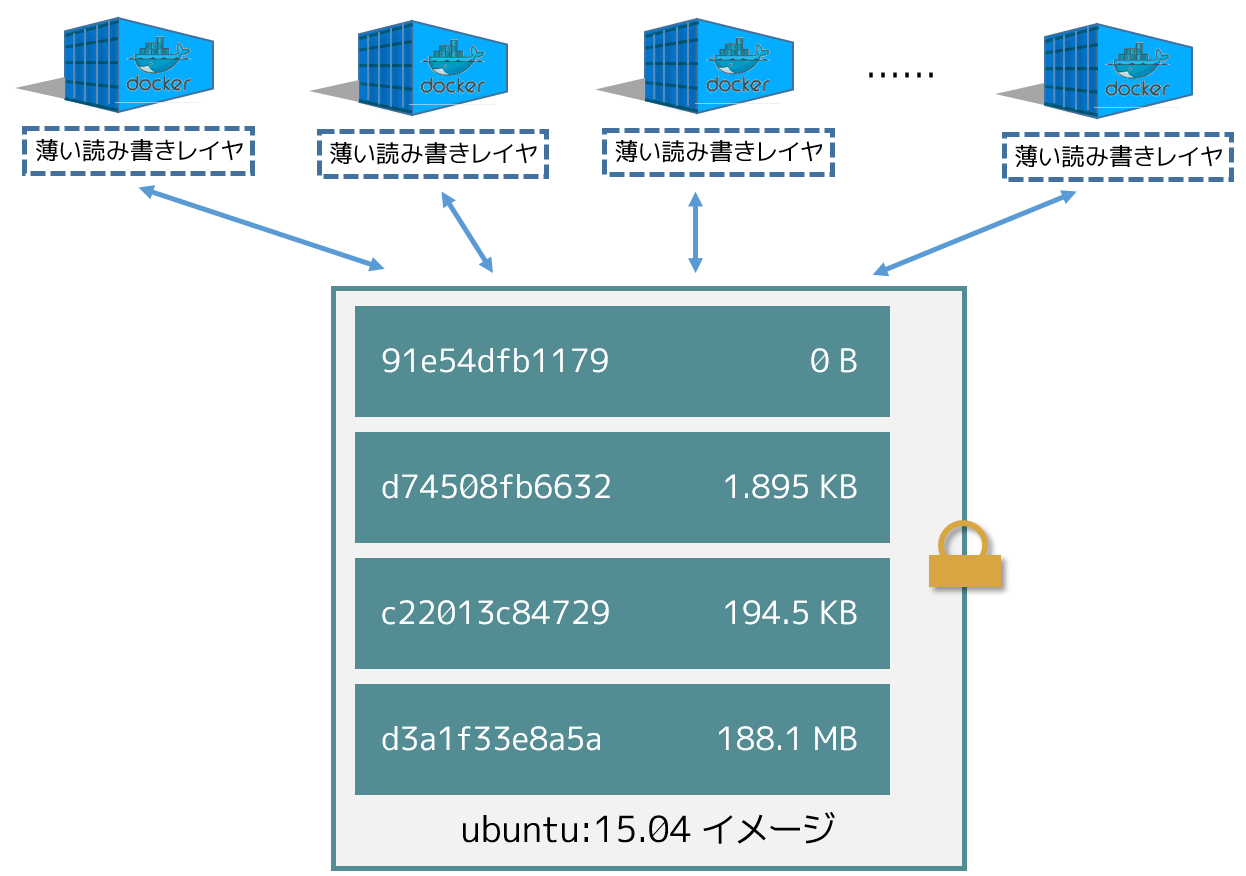 docker
docker
docker
......
docker
薄い読み書きレイヤ
薄い読み書きレイヤ
薄い読み書きレイヤ
薄い読み書きレイヤ
91e54dfb1179 0 B
d74508fb6632 1.895 KB
c22013c84729 194.5 KB
d3a1f33e8a5a 188.1 MB
ubuntu:15.04 イメージ